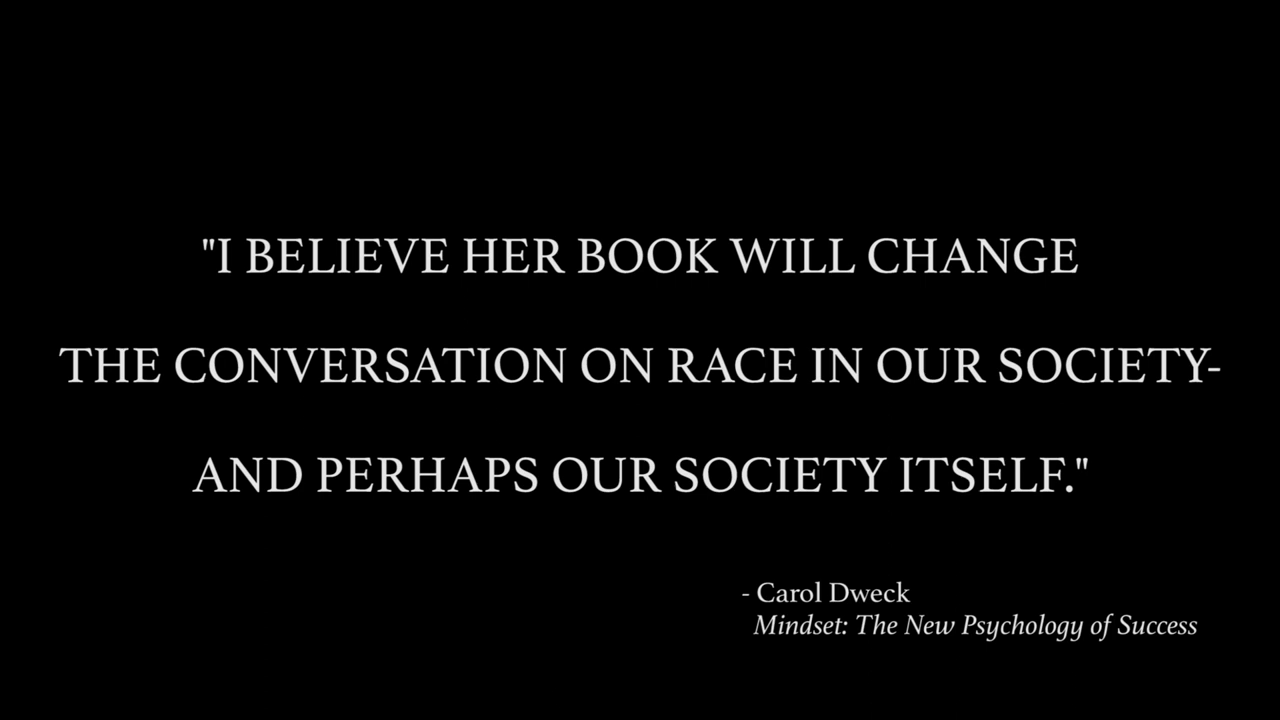 "I BELIEVE HER BOOK WILL CHANGE
THE CONVERSATION ON RACE IN OUR SOCIETY-
AND PERHAPS OUR SOCIETY ITSELF."
- Carol Dweck
Mindset: The New Psychology of Success